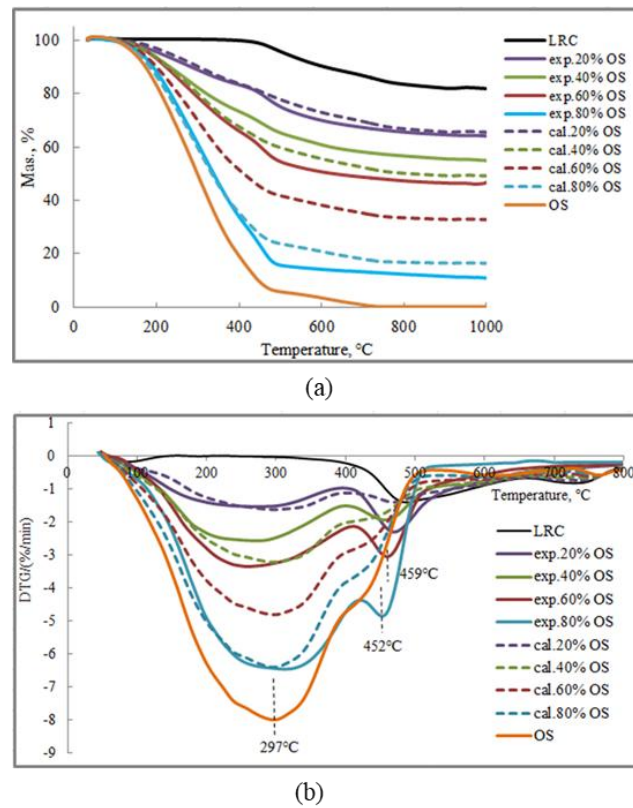 100
80
60
40
20
0
Mas., %
0
200
400
600
800
1000
Temperature, °C
LRC
exp.20% OS
exp.40% OS
exp.60% OS
exp.80% OS
cal.20% OS
cal.40% OS
cal.60% OS
cal.80% OS
OS
(a)
1
0
-1
-2
-3
-4
-5
-6
-7
-8
-9
DTG/(%/min)
0
100
200
300
400
500
600
700
800
Temperature, °C
459°C
452°C
297°C
LRC
exp.20% OS
exp.40% OS
exp.60% OS
exp.80% OS
cal.20% OS
cal.40% OS
cal.60% OS
cal.80% OS
OS
(b)